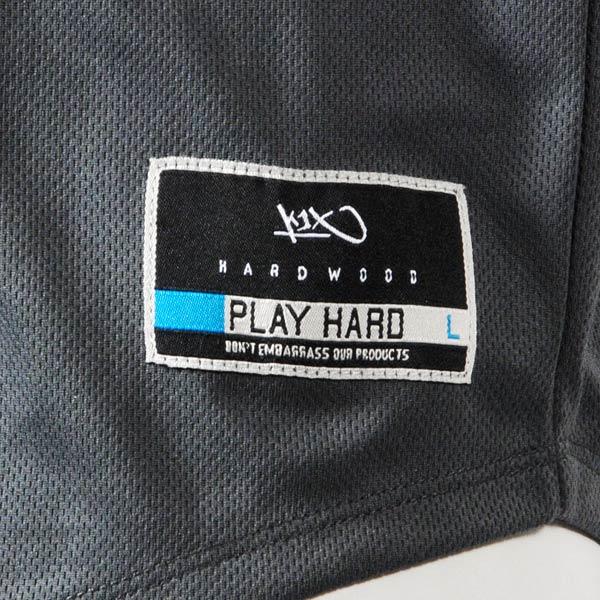 K1X
HARDWOOD
PLAY HARD L
DON'T EMBARRASS OUR PRODUCTS